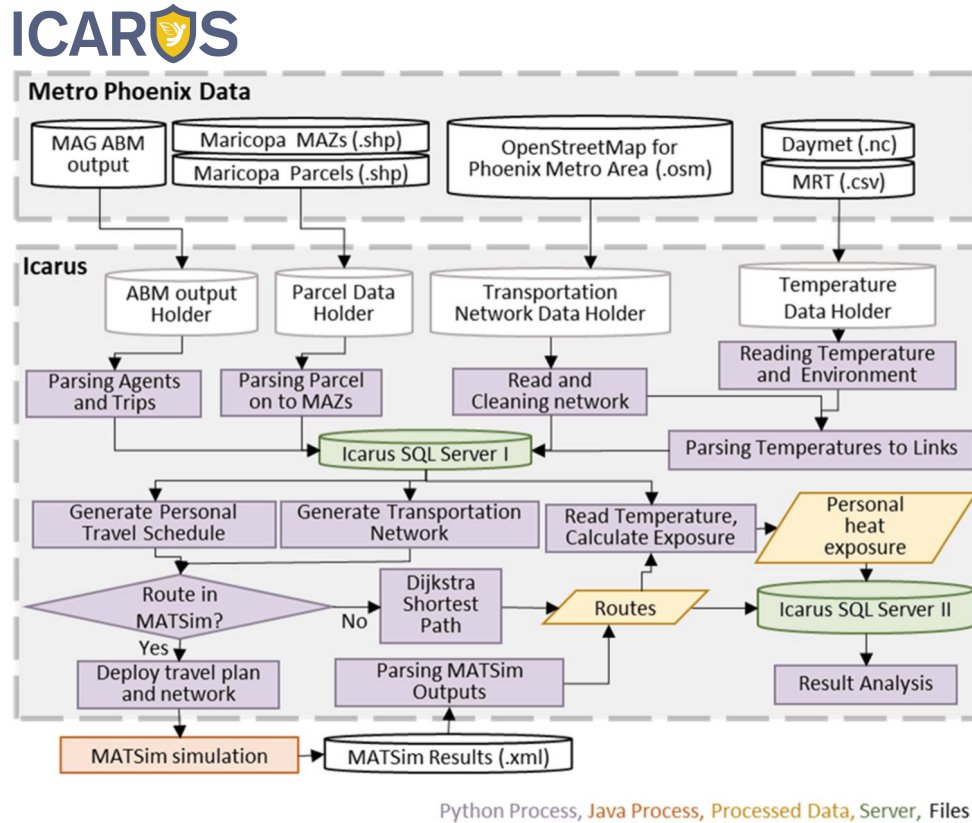 ICARUS
Metro Phoenix Data
MAG ABM
output
Maricopa MAZs (.shp)
Maricopa Parcels (.shp)
OpenStreetMap for
Phoenix Metro Area (.osm)
Daymet (.nc)
MRT (.csv)
Icarus
ABM output
Holder
Parcel Data
Holder
Transportation
Network Data Holder
Temperature
Data Holder
Parsing Agents
and Trips
Parsing Parcel
on to MAZs
Read and
Cleaning network
Reading Temperature
and Environment
Parsing Temperatures to Links
Icarus SQL Server I
Generate Personal
Travel Schedule
Generate Transportation
Network
Read Temperature,
Calculate Exposure
Personal
heat
exposure
Route in
MATSim?
No
Yes
Dijkstra
Shortest
Path
Routes
Icarus SQL Server II
Deploy travel plan
and network
Parsing MATSim
Outputs
Result Analysis
MATSim simulation
MATSim Results (.xml)
Python Process, Java Process, Processed Data, Server, Files